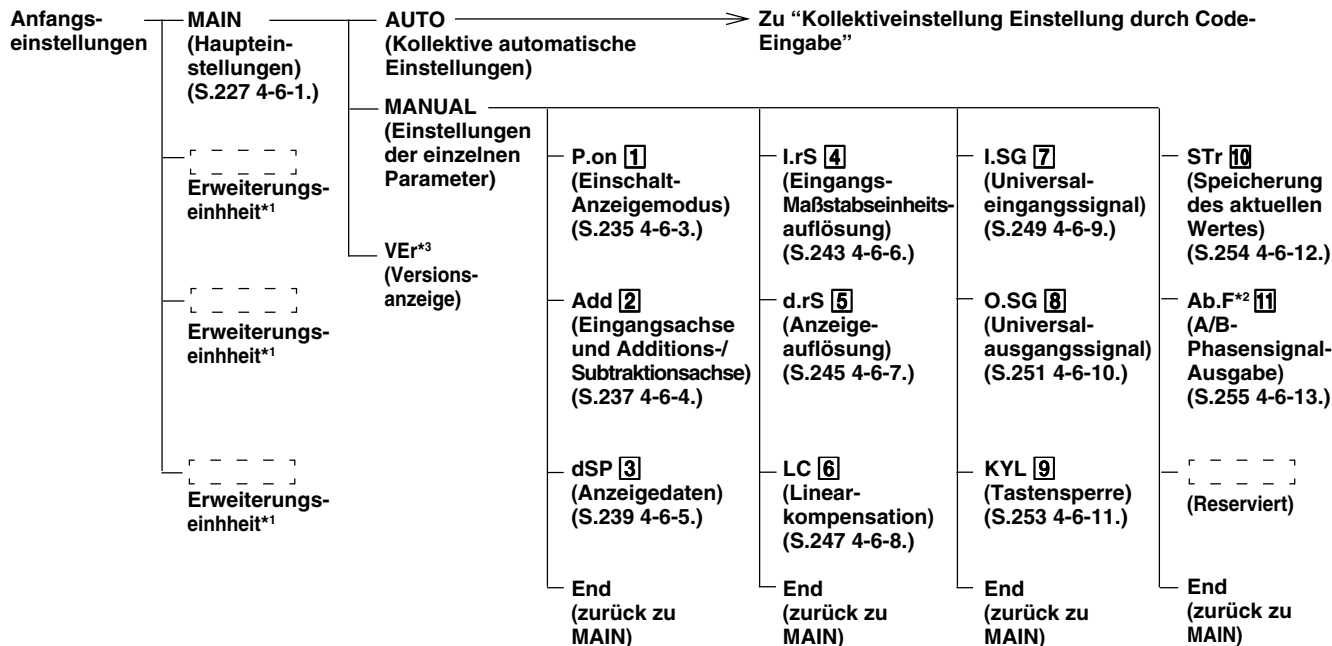 Anfangs-
einstellungen
MAIN
(Hauptein-
stellungen)
(S.227 4-6-1.)
Erweiterungs-
einhheit*1
Erweiterungs-
einhheit*1
Erweiterungs-
einhheit*1
AUTO
(Kollektive automatische
Einstellungen)
Zu “Kollektiveinstellung Einstellung durch Code-
Eingabe”
MANUAL
(Einstellungen
der einzelnen
Parameter)
VEr*3
(Versions-
anzeige)
P.on 1
(Einschalt-
Anzeigemodus)
(S.235 4-6-3.)
Add 2
(Eingangsachse
und Additions-/
Subtraktionsachse)
(S.237 4-6-4.)
dSP 3
(Anzeigedaten)
(S.239 4-6-5.)
End
(zurück zu
MAIN)
I.rS 4
(Eingangs-
Maßstabseinheits-
auflösung)
(S.243 4-6-6.)
d.rS 5
(Anzeige-
auflösung)
(S.245 4-6-7.)
LC 6
(Linear-
kompensation)
(S.247 4-6-8.)
End
(zurück zu
MAIN)
I.SG 7
(Universal-
eingangssignal)
(S.249 4-6-9.)
O.SG 8
(Universal-
ausgangssignal)
(S.251 4-6-10.)
KYL 9
(Tastensperre)
(S.253 4-6-11.)
End
(zurück zu
MAIN)
STr 10
(Speicherung
des aktuellen
Wertes)
(S.254 4-6-12.)
Ab.F*2 11
(A/B-
Phasensignal-
Ausgabe)
(S.255 4-6-13.)
(Reserviert)
End
(zurück zu
MAIN)